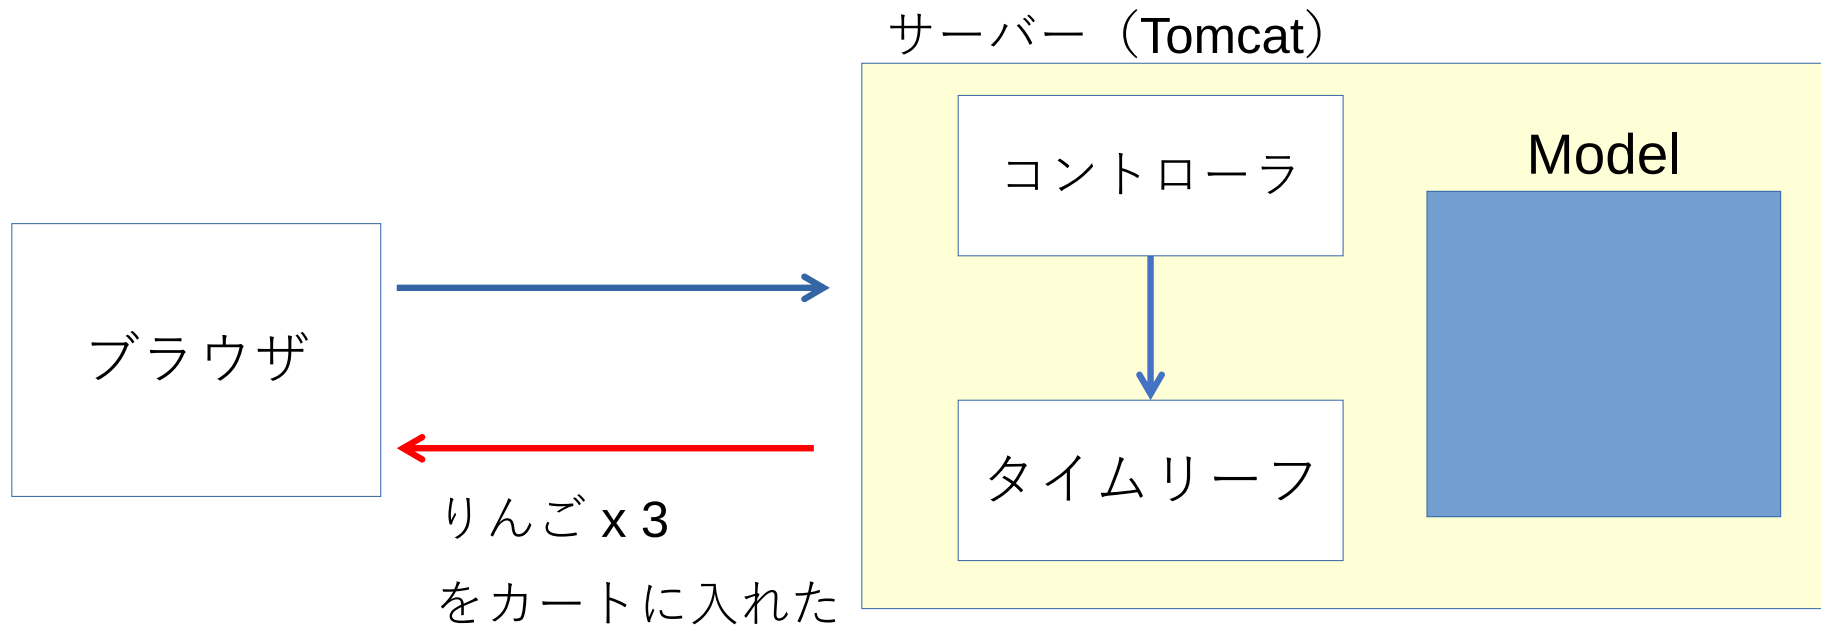 サーバー（Tomcat）
コントローラ
Model
ブラウザ
タイムリーフ
りんご x 3
をカートに入れた